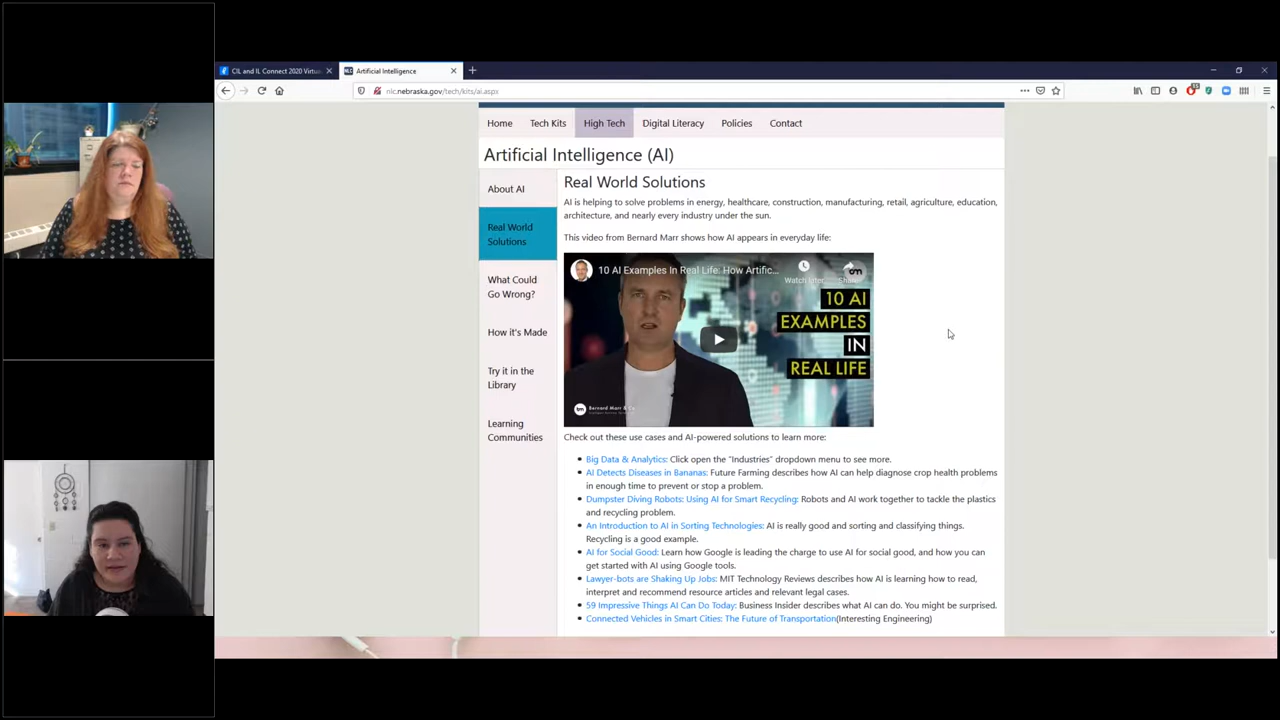 CIL and IL Connect 2020 Virtua
Artificial Intelligence
nlc.nebraska.gov/tech/kits/ai.aspx
Home
Tech Kits
High Tech
Digital Literacy
Policies
Contact
Artificial Intelligence (AI)
About AI
Real World
Solutions
What Could
Go Wrong?
How it's Made
Try it in the
Library
Learning
Communities
Real World Solutions
AI is helping to solve problems in energy, healthcare, construction, manufacturing, retail, agriculture, education,
architecture, and nearly every industry under the sun.
This video from Bernard Marr shows how AI appears in everyday life:
10 AI Examples In Real Life: How Artific...
Watch later
Share
10 AI
EXAMPLES
IN
REAL LIFE
Bernard Marr & Co
Check out these use cases and AI-powered solutions to learn more:
Big Data & Analytics: Click open the "Industries" dropdown menu to see more.
AI Detects Diseases in Bananas: Future Farming describes how AI can help diagnose crop health problems
in enough time to prevent or stop a problem.
Dumpster Diving Robots: Using AI for Smart Recycling: Robots and AI work together to tackle the plastics
and recycling problem.
An Introduction to AI in Sorting Technologies: AI is really good and sorting and classifying things.
Recycling is a good example.
AI for Social Good: Learn how Google is leading the charge to use AI for social good, and how you can
get started with AI using Google tools.
Lawyer-bots are Shaking Up Jobs: MIT Technology Reviews describes how AI is learning how to read,
interpret and recommend resource articles and relevant legal cases.
59 Impressive Things AI Can Do Today: Business Insider describes what AI can do. You might be surprised.
Connected Vehicles in Smart Cities: The Future of Transportation(Interesting Engineering)